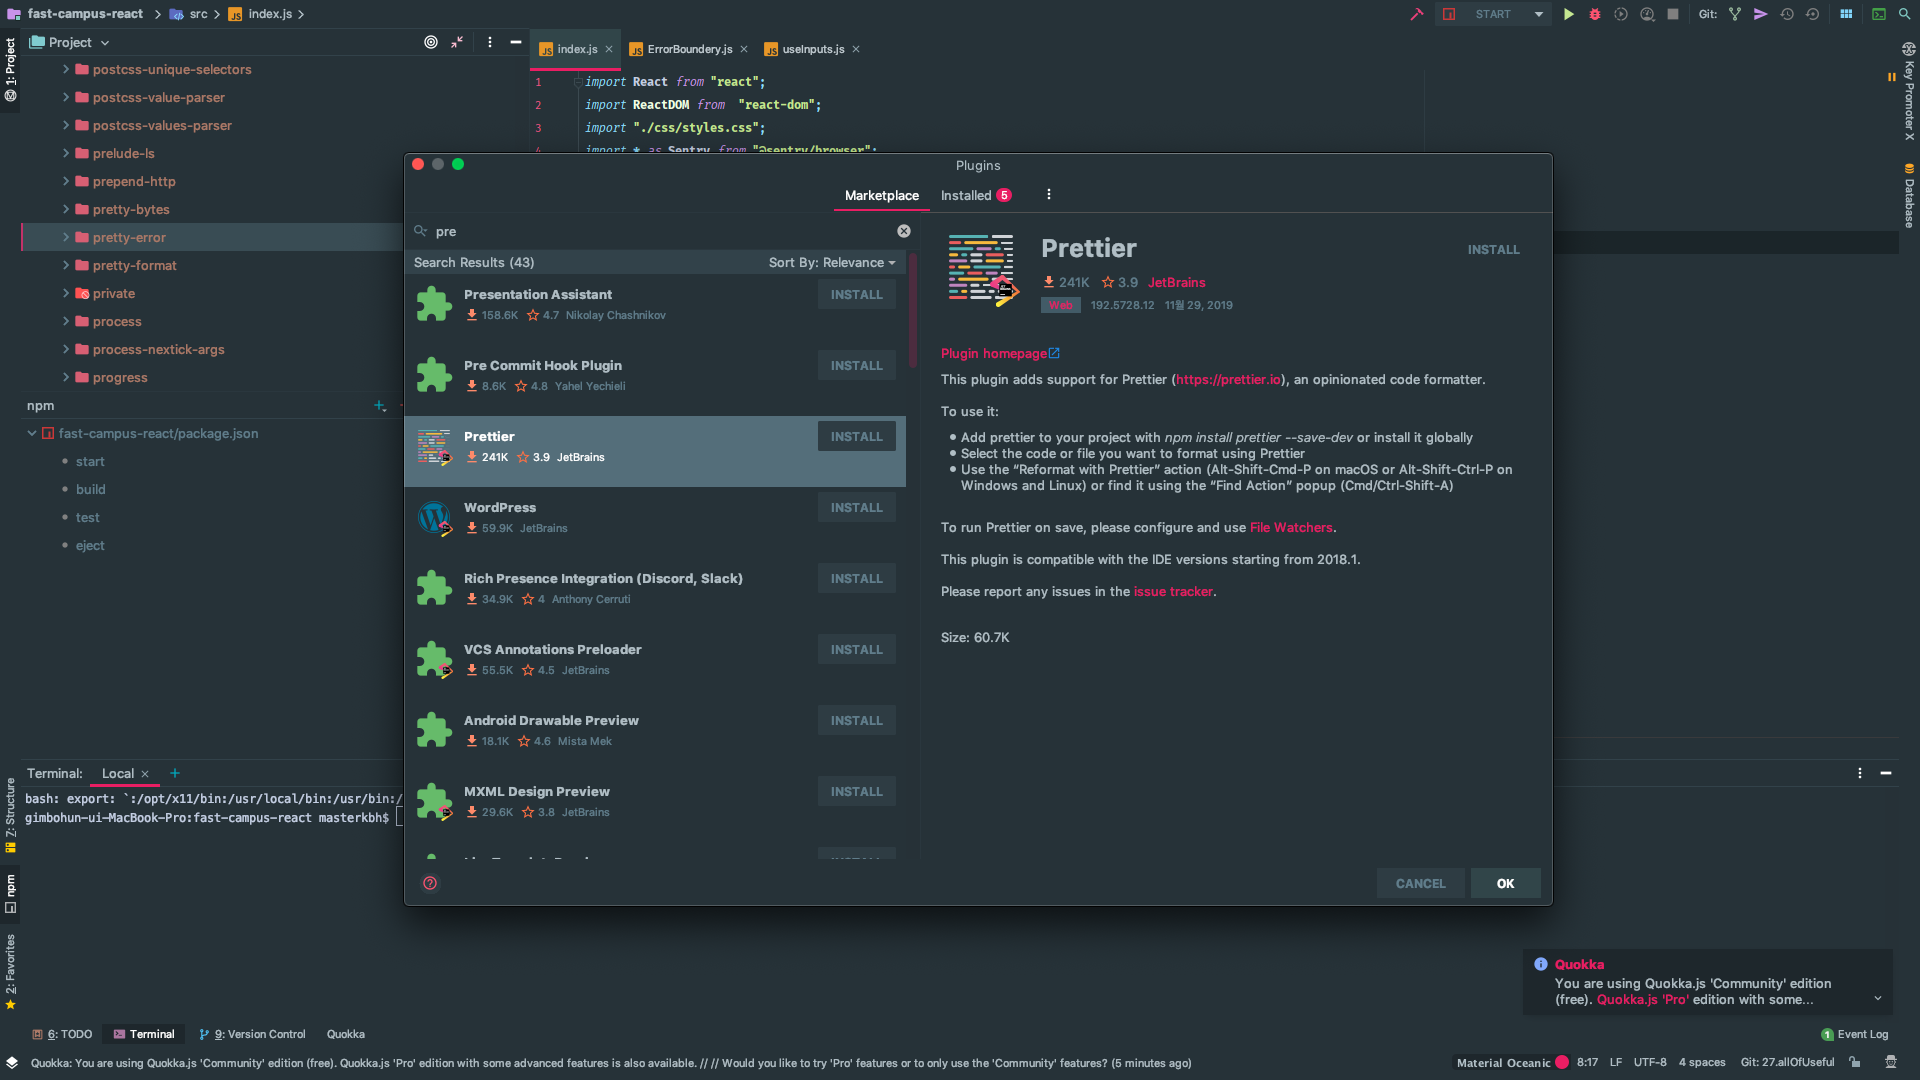 fast-campus-react
src
index.js
START
Git:
1: Project
Project
index.js
ErrorBoundery.js
useInputs.js
postcss-unique-selectors
postcss-value-parser
postcss-values-parser
prelude-ls
prepend-http
pretty-bytes
pretty-error
pretty-format
private
process
process-nextick-args
progress
1 import React from "react";
2 import ReactDOM from "react-dom";
3 import "./css/styles.css";
4 import * as Sentry from "@sentry/browser";
Key Promoter X
Database
npm
fast-campus-react/package.json
start
build
test
eject
Plugins
Marketplace
Installed 5
pre
Search Results (43)
Sort By: Relevance
Presentation Assistant
INSTALL
158.6K 4.7 Nikolay Chashnikov
Pre Commit Hook Plugin
INSTALL
8.6K 4.8 Yahel Yechieli
Prettier
INSTALL
241K 3.9 JetBrains
WordPress
INSTALL
59.9K JetBrains
Rich Presence Integration (Discord, Slack)
INSTALL
34.9K 4 Anthony Cerruti
VCS Annotations Preloader
INSTALL
55.5K 4.5 JetBrains
Android Drawable Preview
INSTALL
18.1K 4.6 Mista Mek
MXML Design Preview
INSTALL
29.6K 3.8 JetBrains
Prettier
INSTALL
241K 3.9 JetBrains
Web 192.5728.12 11월 29, 2019
Plugin homepage
This plugin adds support for Prettier (https://prettier.io), an opinionated code formatter.
To use it:
• Add prettier to your project with npm install prettier --save-dev or install it globally
• Select the code or file you want to format using Prettier
• Use the “Reformat with Prettier” action (Alt-Shift-Cmd-P on macOS or Alt-Shift-Ctrl-P on
Windows and Linux) or find it using the “Find Action” popup (Cmd/Ctrl-Shift-A)
To run Prettier on save, please configure and use File Watchers.
This plugin is compatible with the IDE versions starting from 2018.1.
Please report any issues in the issue tracker.
Size: 60.7K
CANCEL
OK
Terminal:
Local
bash: export: `:/opt/x11/bin:/usr/local/bin:/usr/bin:/
gimbohun-ui-MacBook-Pro:fast-campus-react masterkbh$
7: Structure
npm
2: Favorites
Quokka
You are using Quokka.js 'Community' edition
(free). Quokka.js 'Pro' edition with some...
6: TODO
Terminal
9: Version Control
Quokka
1 Event Log
Quokka: You are using Quokka.js 'Community' edition (free). Quokka.js 'Pro' edition with some advanced features is also available. // // Would you like to try 'Pro' features or to only use the 'Community' features? (5 minutes ago)
Material Oceanic
8:17
LF
UTF-8
4 spaces
Git: 27.allOfUseful